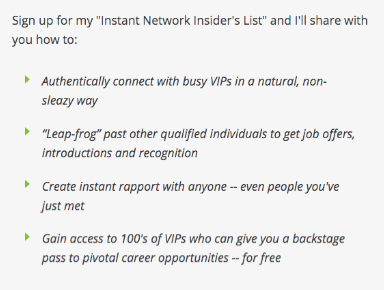 Sign up for my "Instant Network Insider's List" and I'll share with
you how to:
Authentically connect with busy VIPs in a natural, non-
sleazy way
"Leap-frog" past other qualified individuals to get job offers,
introductions and recognition
Create instant rapport with anyone -- even people you've
just met
Gain access to 100's of VIPs who can give you a backstage
pass to pivotal career opportunities -- for free